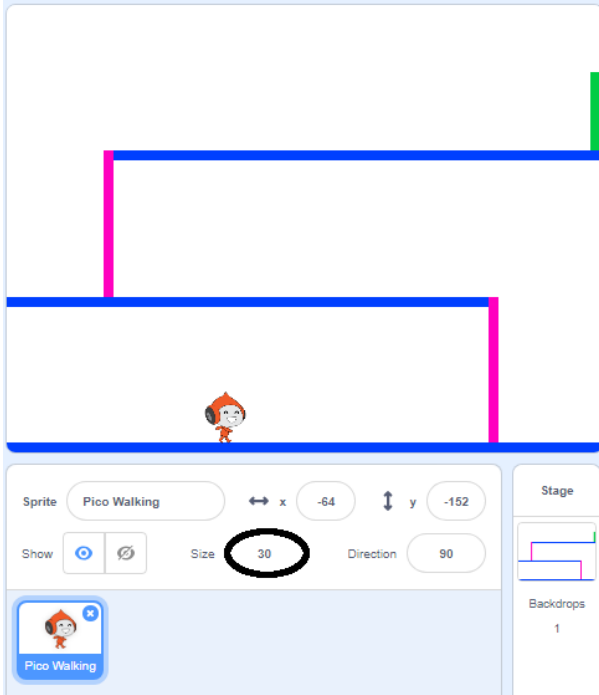 Sprite Pico Walking x -64 y -152
Show Size 30 Direction 90
Pico Walking
Stage
Backdrops
1